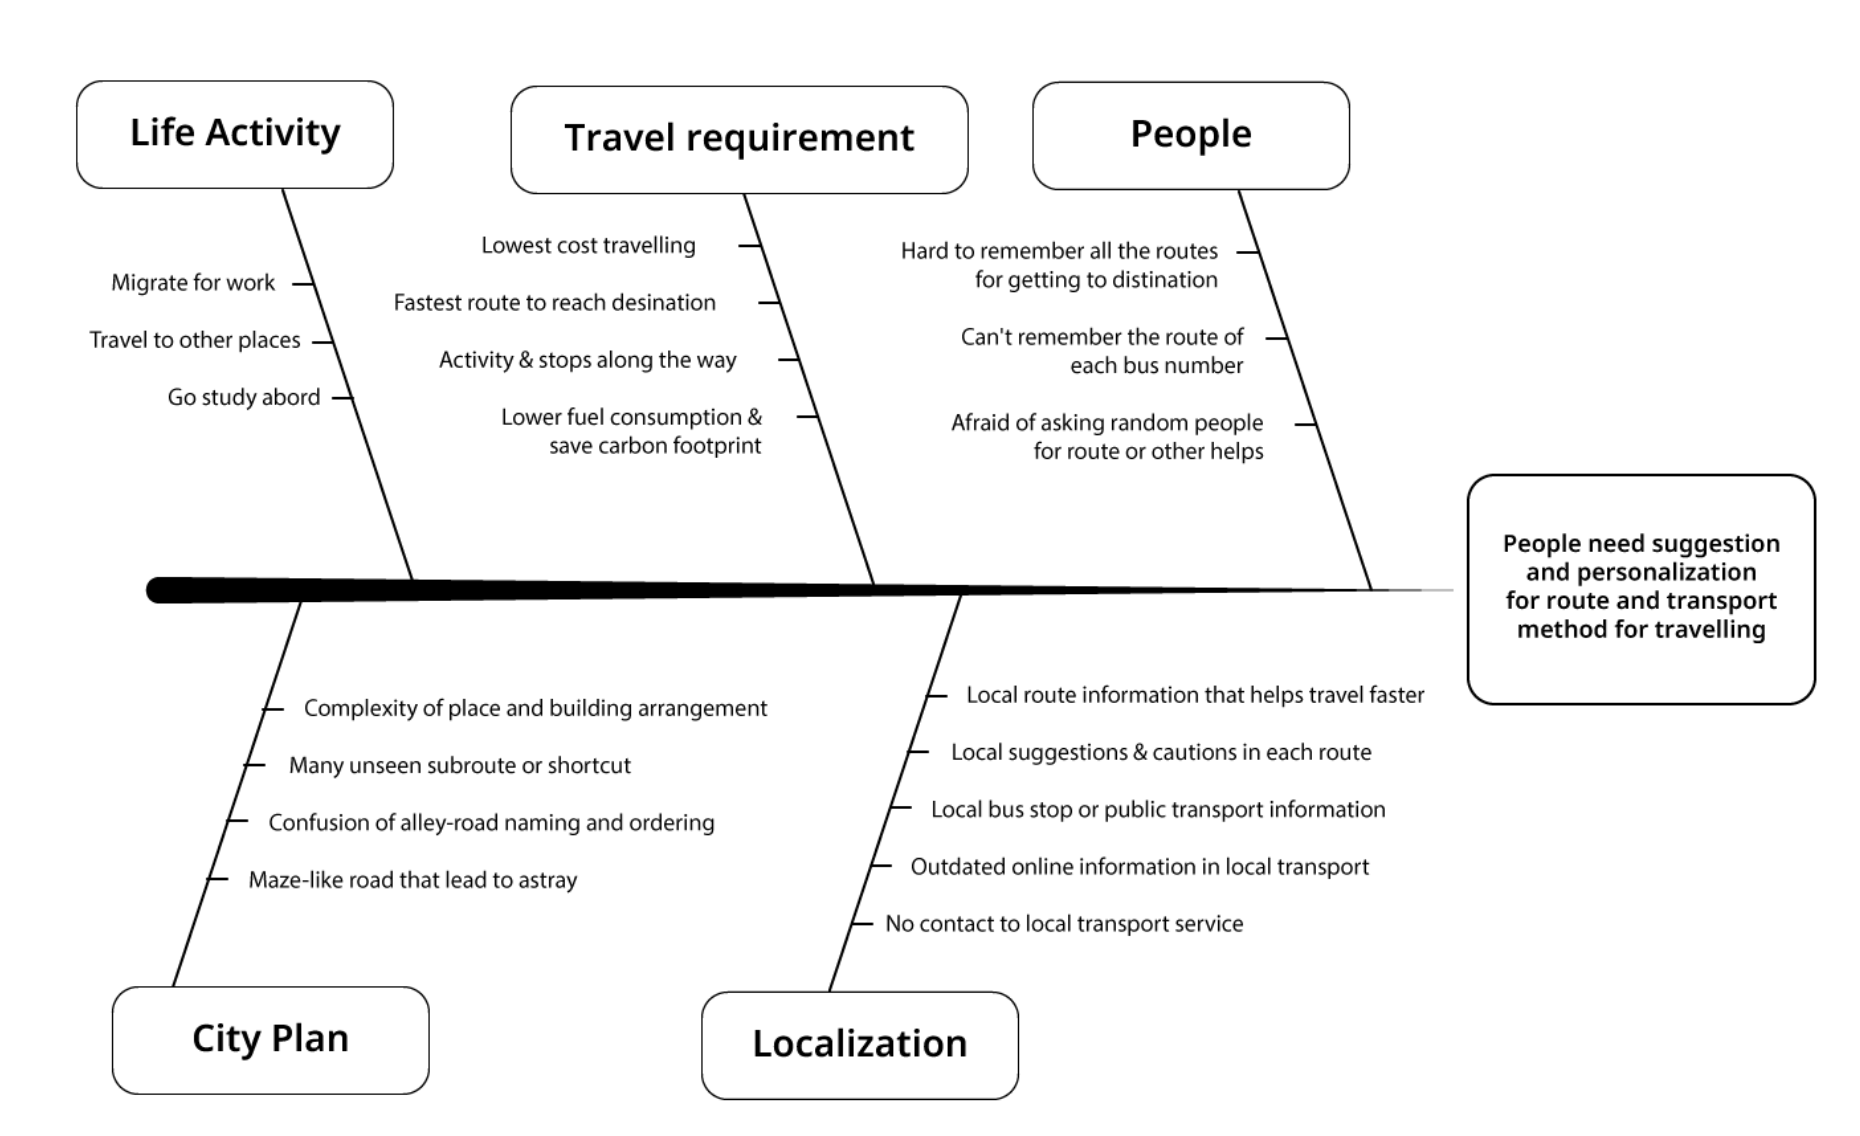 Life Activity
Migrate for work
Travel to other places
Go study abord
Travel requirement
Lowest cost travelling
Fastest route to reach desination
Activity & stops along the way
Lower fuel consumption &
save carbon footprint
People
Hard to remember all the routes
for getting to distination
Can't remember the route of
each bus number
Afraid of asking random people
for route or other helps
People need suggestion
and personalization
for route and transport
method for travelling
Complexity of place and building arrangement
Many unseen subroute or shortcut
Confusion of alley-road naming and ordering
Maze-like road that lead to astray
City Plan
Local route information that helps travel faster
Local suggestions & cautions in each route
Local bus stop or public transport information
Outdated online information in local transport
No contact to local transport service
Localization